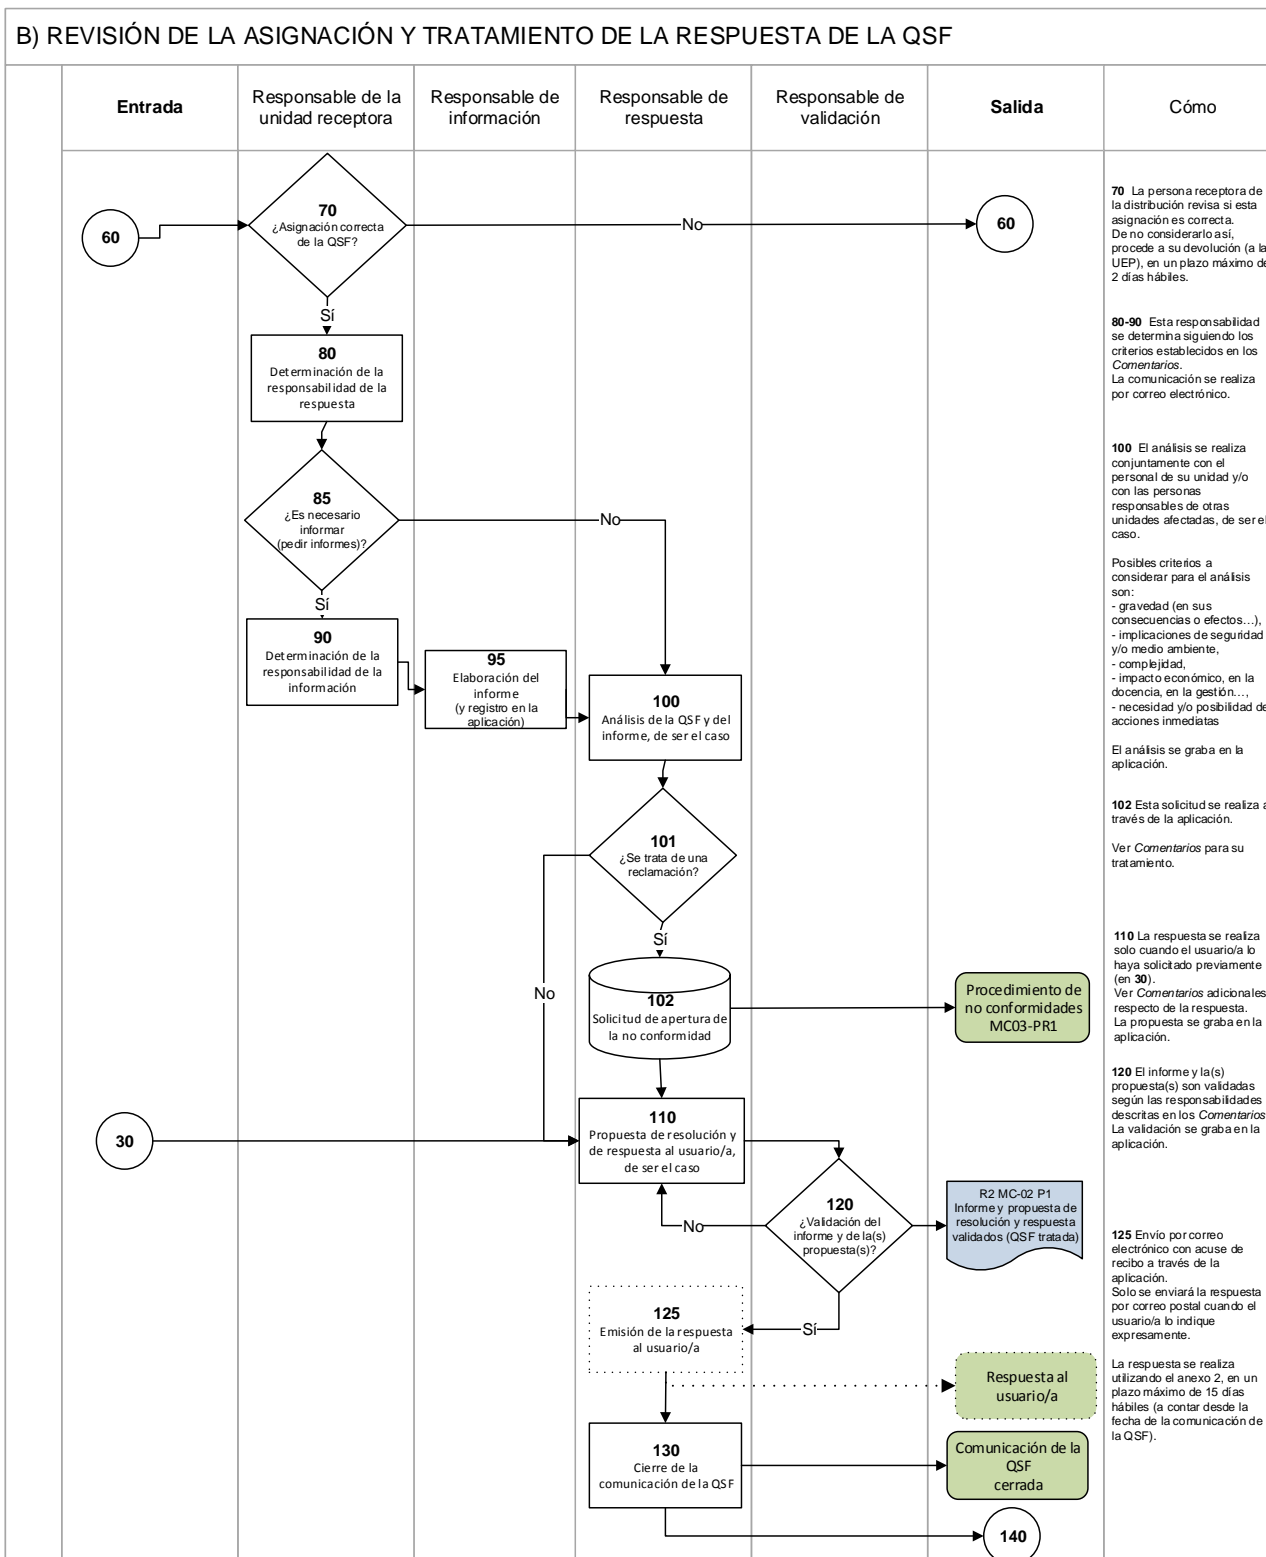 B) REVISIÓN DE LA ASIGNACIÓN Y TRATAMIENTO DE LA RESPUESTA DE LA QSF
Entrada
Responsable de la
unidad receptora
Responsable de
información
Responsable de
respuesta
Responsable de
validación
Salida
Cómo
60
70
¿Asignación correcta
de la QSF?
No
60
Sí
80
Determinación de la
responsabilidad de la
respuesta
85
¿Es necesario
informar
(pedir informes)?
No
Sí
90
Determinación de la
responsabilidad de la
información
95
Elaboración del
informe
(y registro en la
aplicación)
100
Análisis de la QSF y del
informe, de ser el caso
101
¿Se trata de una
reclamación?
Sí
No
102
Solicitud de apertura de
la no conformidad
Procedimiento de
no conformidades
MC03-PR1
30
110
Propuesta de resolución y
de respuesta al usuario/a,
de ser el caso
120
¿Validación del
informe y de la(s)
propuesta(s)?
No
R2 MC-02 P1
Informe y propuesta de
resolución y respuesta
validados (QSF tratada)
Sí
125
Emisión de la respuesta
al usuario/a
Respuesta al
usuario/a
130
Cierre de la
comunicación de la QSF
Comunicación de la
QSF
cerrada
140
70 La persona receptora de
la distribución revisa si esta
asignación es correcta.
De no considerarlo así,
procede a su devolución (a la
UEP), en un plazo máximo de
2 días hábiles.
80-90 Esta responsabilidad
se determina siguiendo los
criterios establecidos en los
Comentarios.
La comunicación se realiza
por correo electrónico.
100 El análisis se realiza
conjuntamente con el
personal de su unidad y/o
con las personas
responsables de otras
unidades afectadas, de ser el
caso.
Posibles criterios a
considerar para el análisis
son:
- gravedad (en sus
consecuencias o efectos…),
- implicaciones de seguridad
y/o medio ambiente,
- complejidad,
- impacto económico, en la
docencia, en la gestión…,
- necesidad y/o posibilidad de
acciones inmediatas
El análisis se graba en la
aplicación.
102 Esta solicitud se realiza a
través de la aplicación.
Ver Comentarios para su
tratamiento.
110 La respuesta se realiza
solo cuando el usuario/a lo
haya solicitado previamente
(en 30).
Ver Comentarios adicionales
respecto de la respuesta.
La propuesta se graba en la
aplicación.
120 El informe y la(s)
propuesta(s) son validadas
según las responsabilidades
descritas en los Comentarios
La validación se graba en la
aplicación.
125 Envío por correo
electrónico con acuse de
recibo a través de la
aplicación.
Solo se enviará la respuesta
por correo postal cuando el
usuario/a lo indique
expresamente.
La respuesta se realiza
utilizando el anexo 2, en un
plazo máximo de 15 días
hábiles (a contar desde la
fecha de la comunicación de
la QSF).